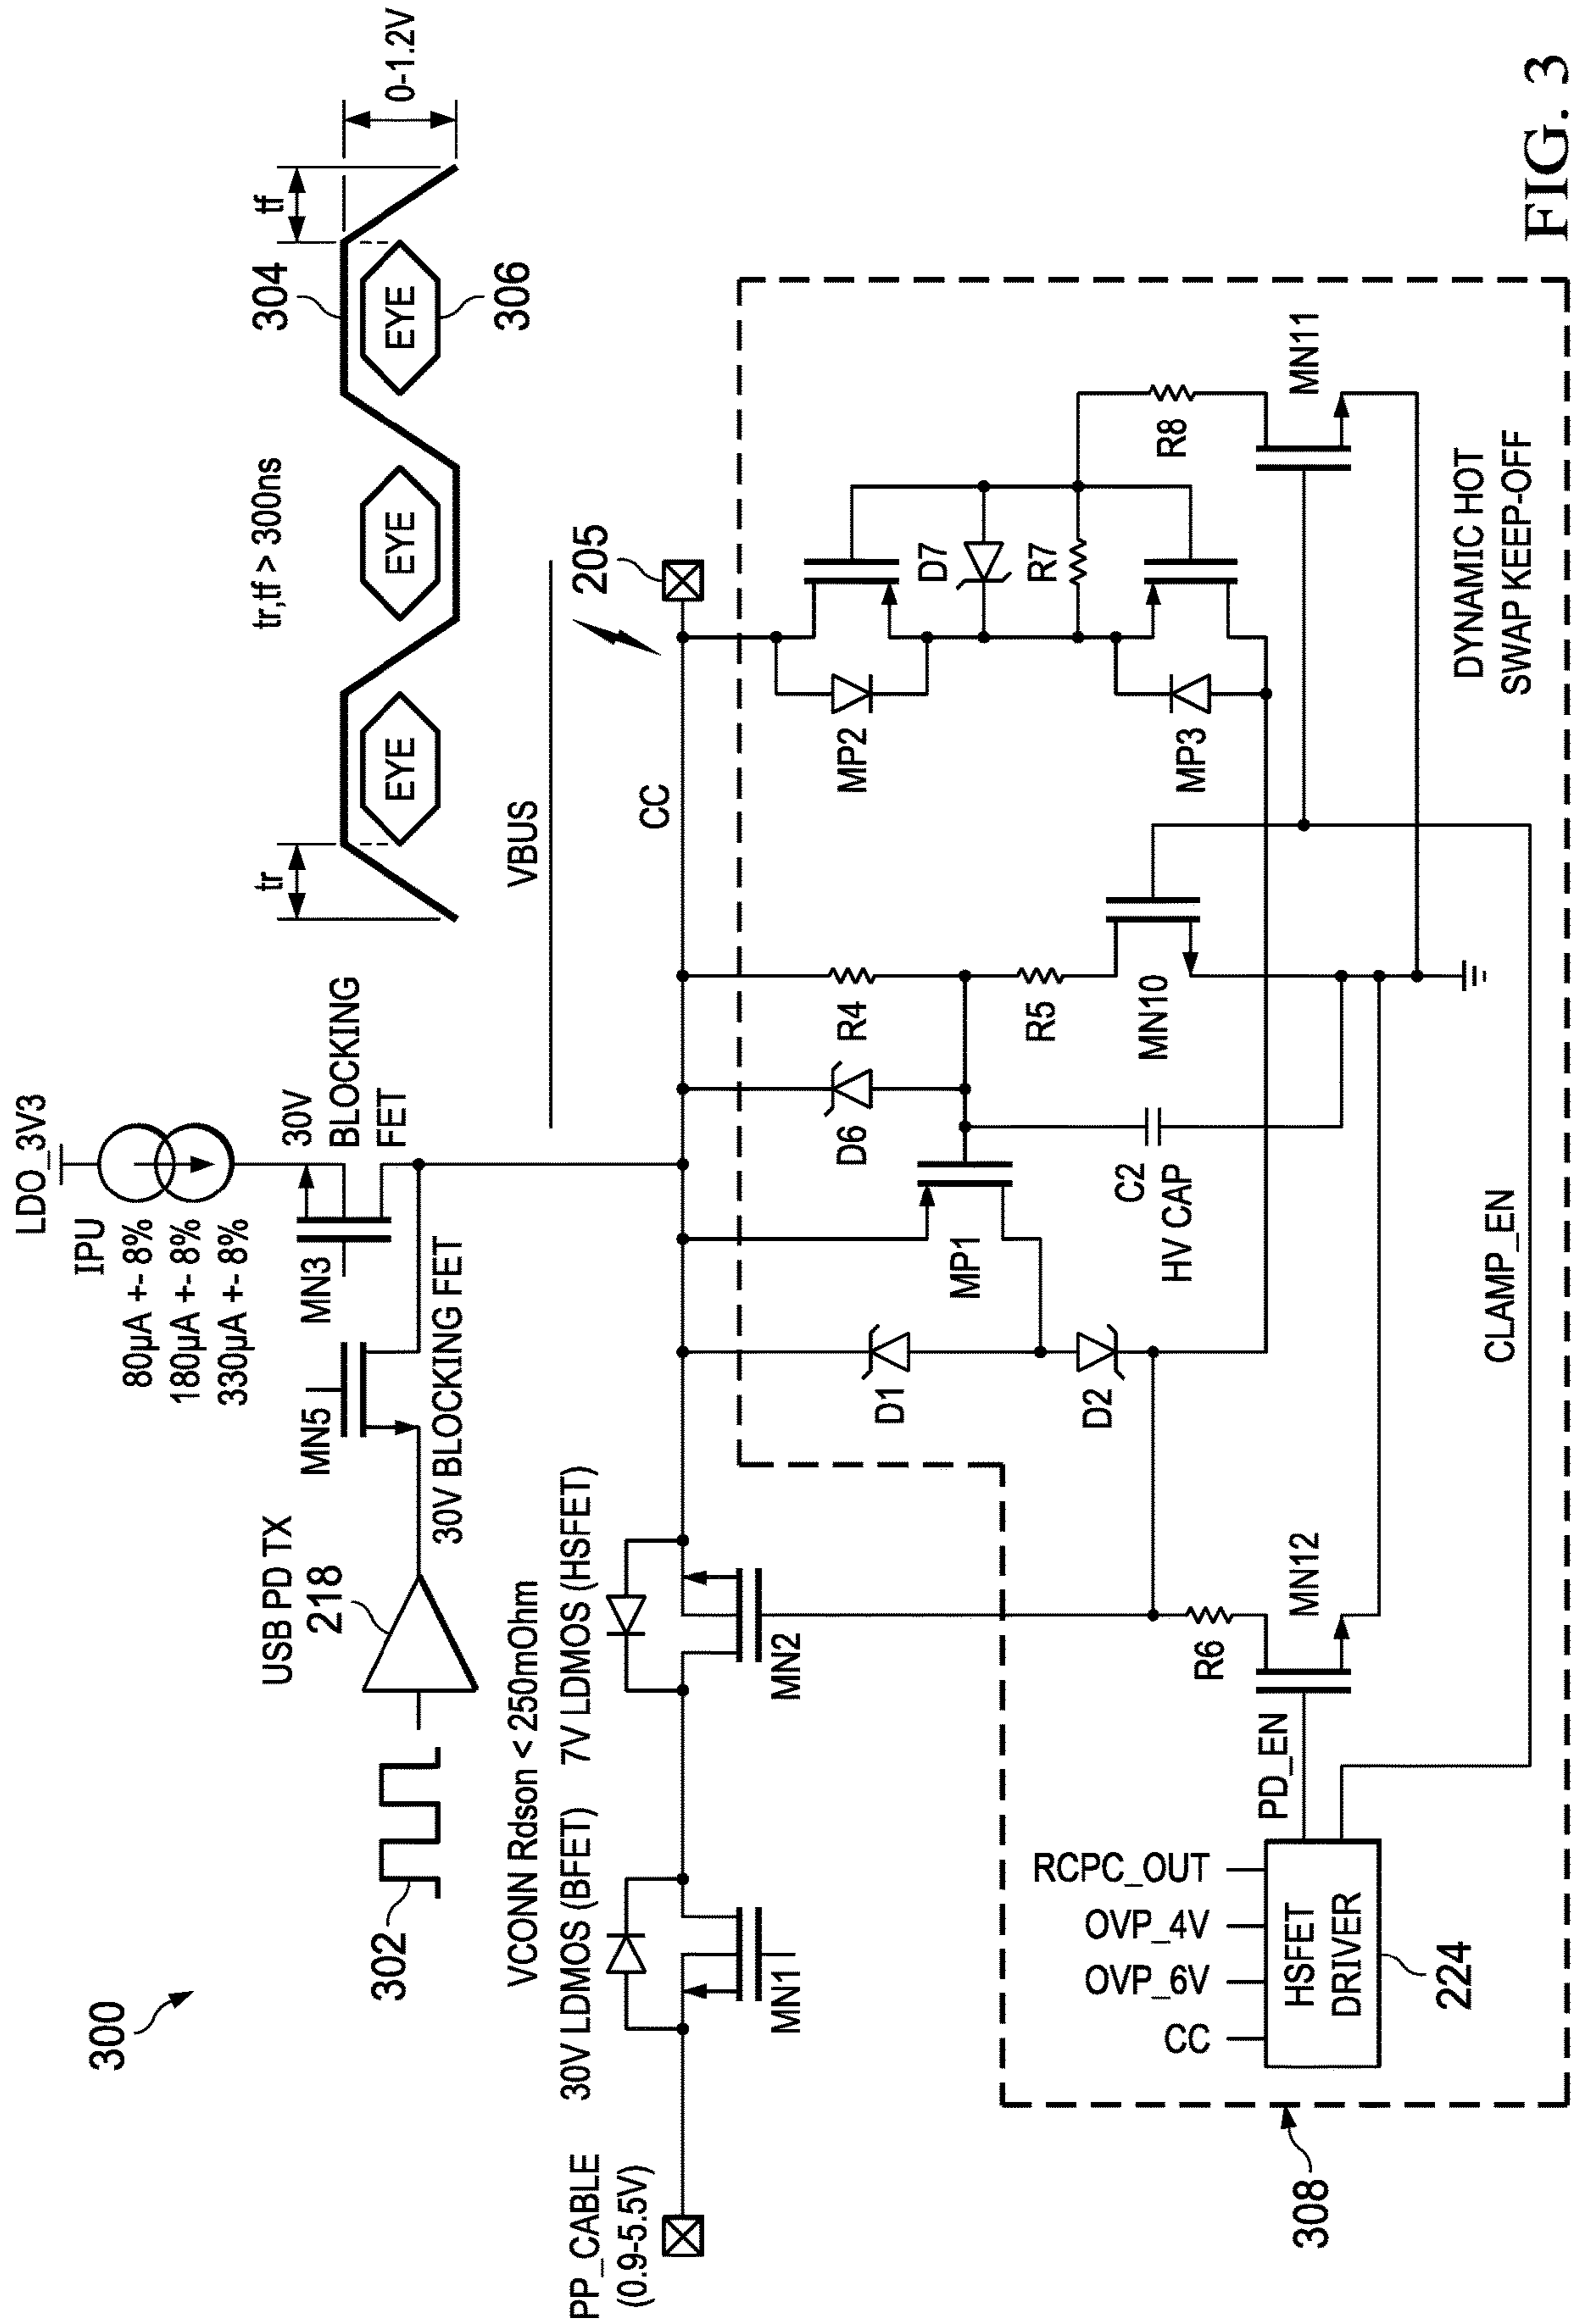 300
302
USB PD TX
218
MN5
30V BLOCKING FET
LDO_3V3
IPU
80µA +- 8%
180µA +- 8%
330µA +- 8%
MN3
30V
BLOCKING
FET
tr
tr,tf > 300ns
tf
0-1.2V
304
EYE
EYE
EYE
306
VBUS
205
CC
PP_CABLE
(0.9-5.5V)
VCONN Rdson < 250mOhm
30V LDMOS (BFET)
7V LDMOS (HSFET)
MN1
MN2
D1
D2
MP1
D6
R4
R5
C2
HV CAP
MN10
MP2
MP3
D7
R7
R8
MN11
R6
MN12
PD_EN
RCPC_OUT
OVP_4V
OVP_6V
CC
HSFET
DRIVER
224
CLAMP_EN
DYNAMIC HOT
SWAP KEEP-OFF
308
FIG. 3